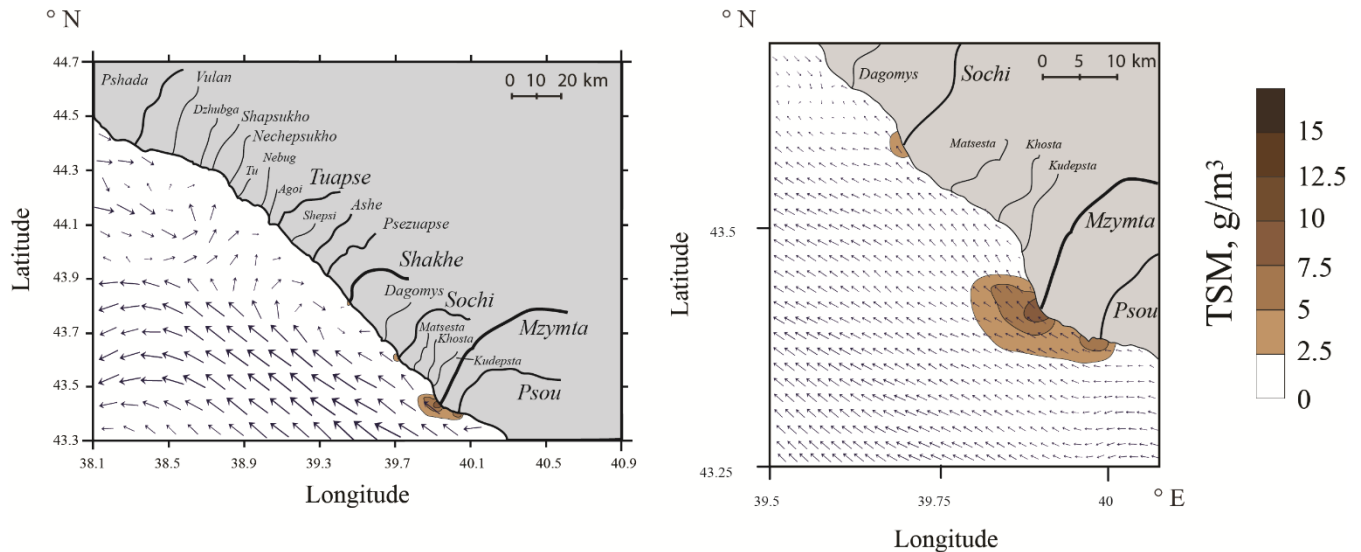 ° N
44.7
44.5
44.3
44.1
43.9
43.7
43.5
43.3
Latitude
Pshada
Vulan
Dzhubga
Shapsukho
Nechepsukho
Tu
Nebug
Agoi
Tuapse
Shepsi
Ashe
Psezuapse
Shakhe
Dagomys
Sochi
Matsesta
Khosta
Kudepsta
Mzymta
Psou
0 10 20 km
38.1 38.5 38.9 39.3 39.7 40.1 40.5 40.9
Longitude
° N
43.5
43.25
Latitude
Dagomys
Sochi
0 5 10 km
Matsesta
Khosta
Kudepsta
Mzymta
Psou
39.5 39.75 40 ° E
Longitude
TSM, g/m³
15
12.5
10
7.5
5
2.5
0